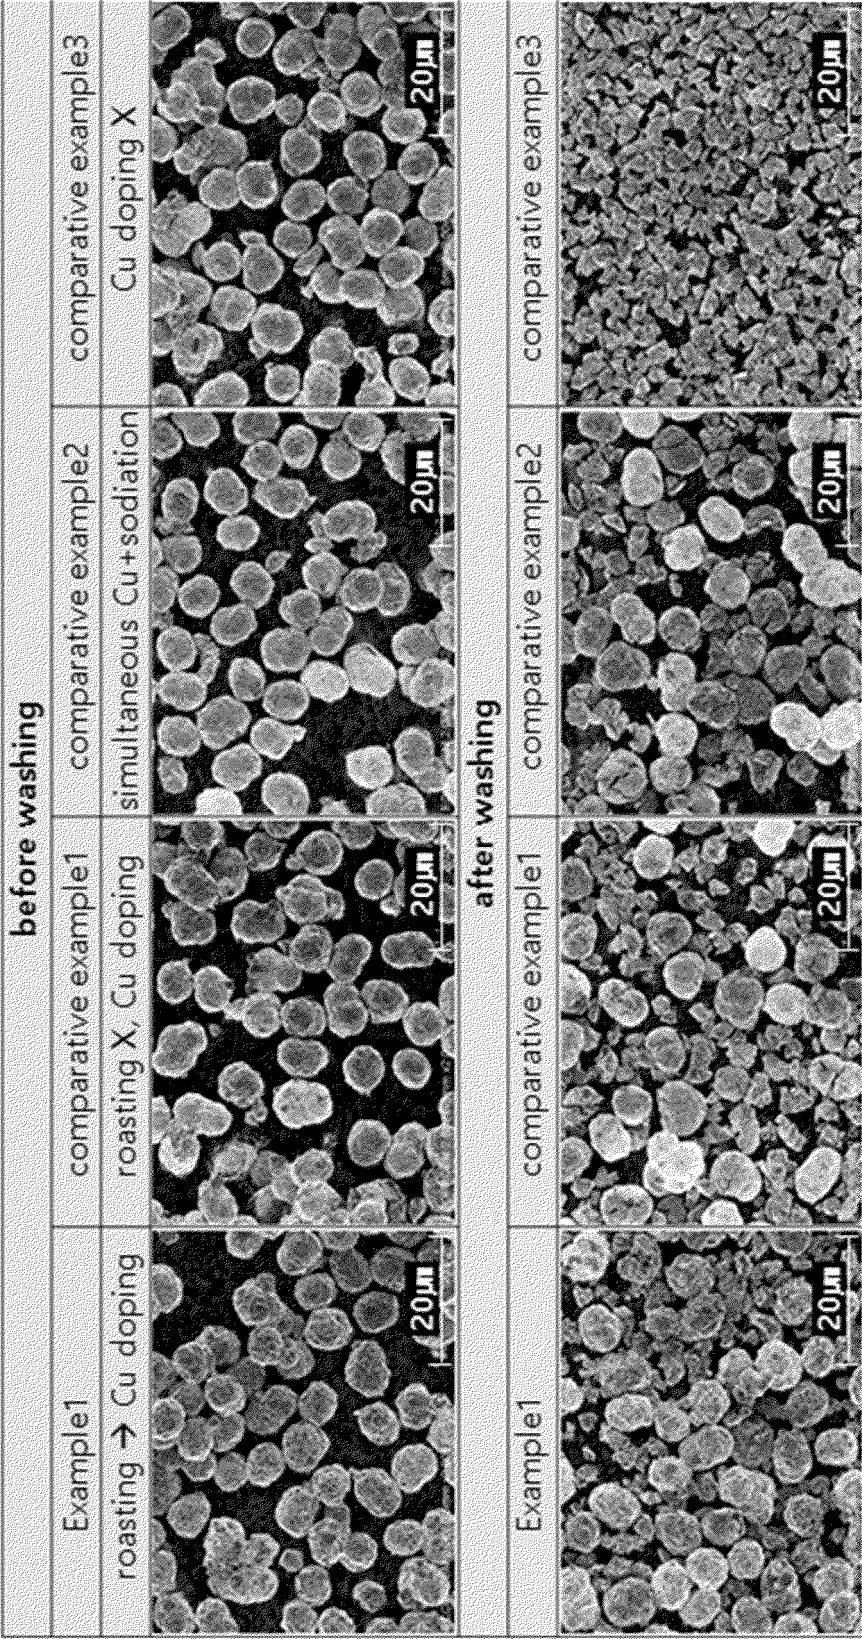 before washing
Example1
comparative example1
comparative example2
comparative example3
roasting → Cu doping
roasting X, Cu doping
simultaneous Cu+sodiation
Cu doping X
20μm
20μm
20μm
20μm
after washing
Example1
comparative example1
comparative example2
comparative example3
20μm
20μm
20μm
20μm